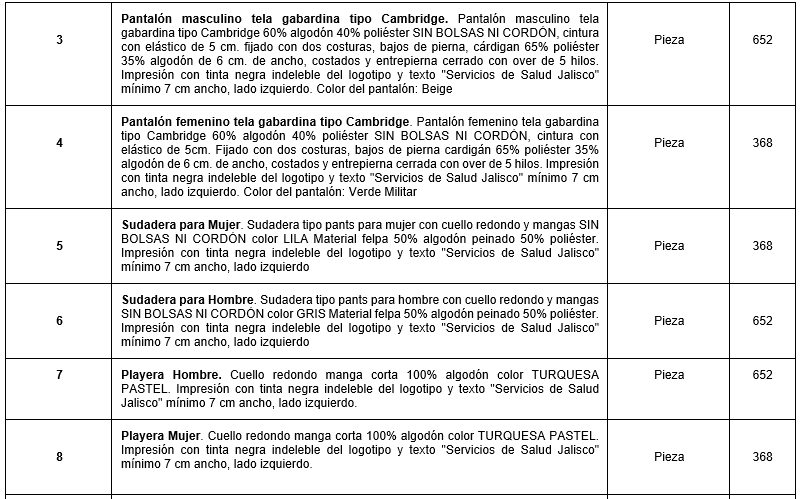 3
Pantalón masculino tela gabardina tipo Cambridge. Pantalón masculino tela
gabardina tipo Cambridge 60% algodón 40% poliéster SIN BOLSAS NI CORDÓN, cintura
con elástico de 5 cm. fijado con dos costuras, bajos de pierna, cárdigan 65% poliéster
35% algodón de 6 cm. de ancho, costados y entrepierna cerrado con over de 5 hilos.
Impresión con tinta negra indeleble del logotipo y texto "Servicios de Salud Jalisco"
mínimo 7 cm ancho, lado izquierdo. Color del pantalón: Beige
Pieza
652
4
Pantalón femenino tela gabardina tipo Cambridge. Pantalón femenino tela gabardina
tipo Cambridge 60% algodón 40% poliéster SIN BOLSAS NI CORDÓN, cintura con
elástico de 5cm. Fijado con dos costuras, bajos de pierna cardigán 65% poliéster 35%
algodón de 6 cm. de ancho, costados y entrepierna cerrada con over de 5 hilos. Impresión
con tinta negra indeleble del logotipo y texto "Servicios de Salud Jalisco" mínimo 7 cm
ancho, lado izquierdo. Color del pantalón: Verde Militar
Pieza
368
5
Sudadera para Mujer. Sudadera tipo pants para mujer con cuello redondo y mangas SIN
BOLSAS NI CORDÓN color LILA Material felpa 50% algodón peinado 50% poliéster.
Impresión con tinta negra indeleble del logotipo y texto "Servicios de Salud Jalisco"
mínimo 7 cm ancho, lado izquierdo
Pieza
368
6
Sudadera para Hombre. Sudadera tipo pants para hombre con cuello redondo y mangas
SIN BOLSAS NI CORDÓN color GRIS Material felpa 50% algodón peinado 50% poliéster.
Impresión con tinta negra indeleble del logotipo y texto "Servicios de Salud Jalisco"
mínimo 7 cm ancho, lado izquierdo
Pieza
652
7
Playera Hombre. Cuello redondo manga corta 100% algodón color TURQUESA
PASTEL. Impresión con tinta negra indeleble del logotipo y texto "Servicios de Salud
Jalisco" mínimo 7 cm ancho, lado izquierdo.
Pieza
652
8
Playera Mujer. Cuello redondo manga corta 100% algodón color TURQUESA PASTEL.
Impresión con tinta negra indeleble del logotipo y texto "Servicios de Salud Jalisco"
mínimo 7 cm ancho, lado izquierdo.
Pieza
368